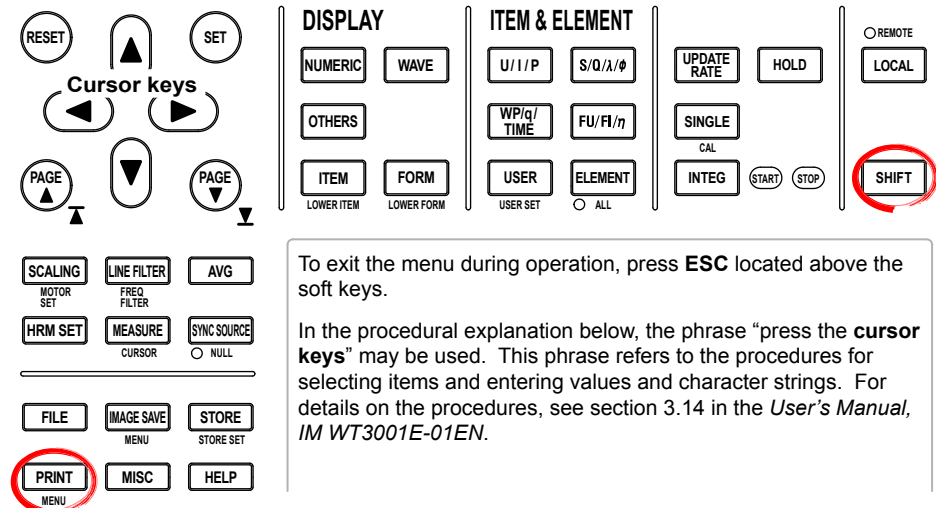 RESET
SET
Cursor keys
PAGE
PAGE
DISPLAY
NUMERIC
WAVE
OTHERS
ITEM
FORM
LOWER ITEM
LOWER FORM
ITEM & ELEMENT
U / I / P
S/Q/λ/ϕ
WP/q/
TIME
FU/FI/η
USER
ELEMENT
USER SET
ALL
UPDATE
RATE
HOLD
SINGLE
CAL
INTEG
START
STOP
REMOTE
LOCAL
SHIFT
SCALING
LINE FILTER
AVG
MOTOR
SET
FREQ
FILTER
HRM SET
MEASURE
SYNC SOURCE
CURSOR
NULL
FILE
IMAGE SAVE
STORE
MENU
STORE SET
PRINT
MISC
HELP
MENU
To exit the menu during operation, press ESC located above the
soft keys.
In the procedural explanation below, the phrase “press the cursor
keys” may be used. This phrase refers to the procedures for
selecting items and entering values and character strings. For
details on the procedures, see section 3.14 in the User's Manual,
IM WT3001E-01EN.